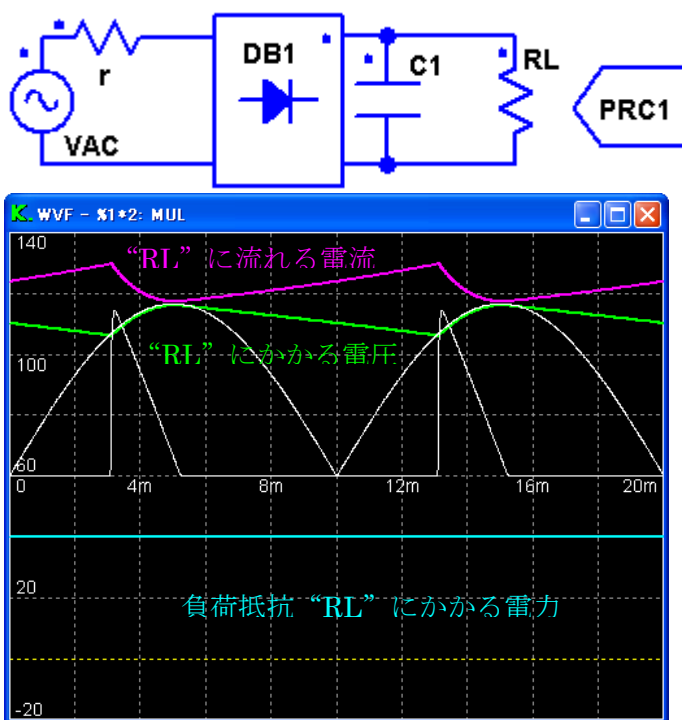 r
DB1
C1
RL
PRC1
VAC
WVF - %1*2: MUL
140
“RL”に流れる電流
“RL”にかかる電圧
100
60
0 4m 8m 12m 16m 20m
20
負荷抵抗“RL”にかかる電力
-20